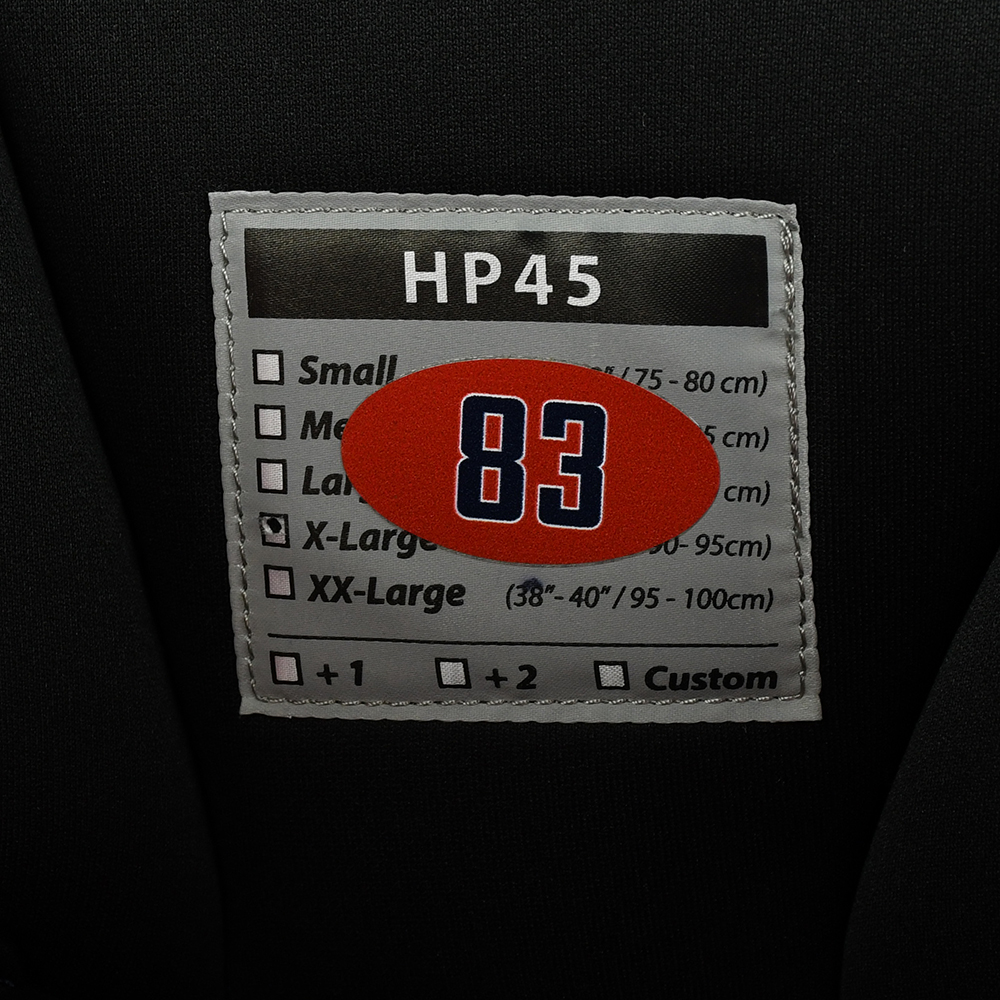 HP45
Small / 75 - 80 cm)
83
cm)
cm)
X-Large - 95cm)
XX-Large (38"- 40" / 95 - 100cm)
+ 1 + 2 Custom